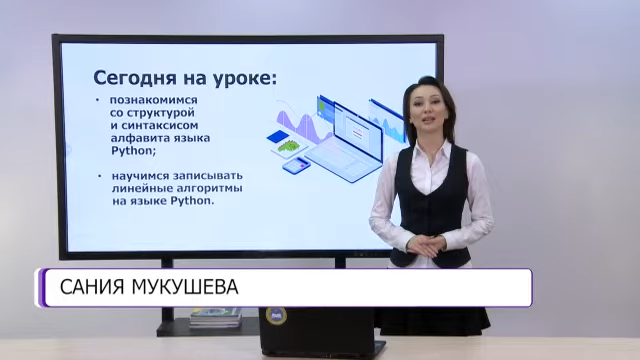 Сегодня на уроке:
• познакомимся
со структурой
и синтаксисом
алфавита языка
Python;
• научимся записывать
линейные алгоритмы
на языке Python.
САНИЯ МУКУШЕВА